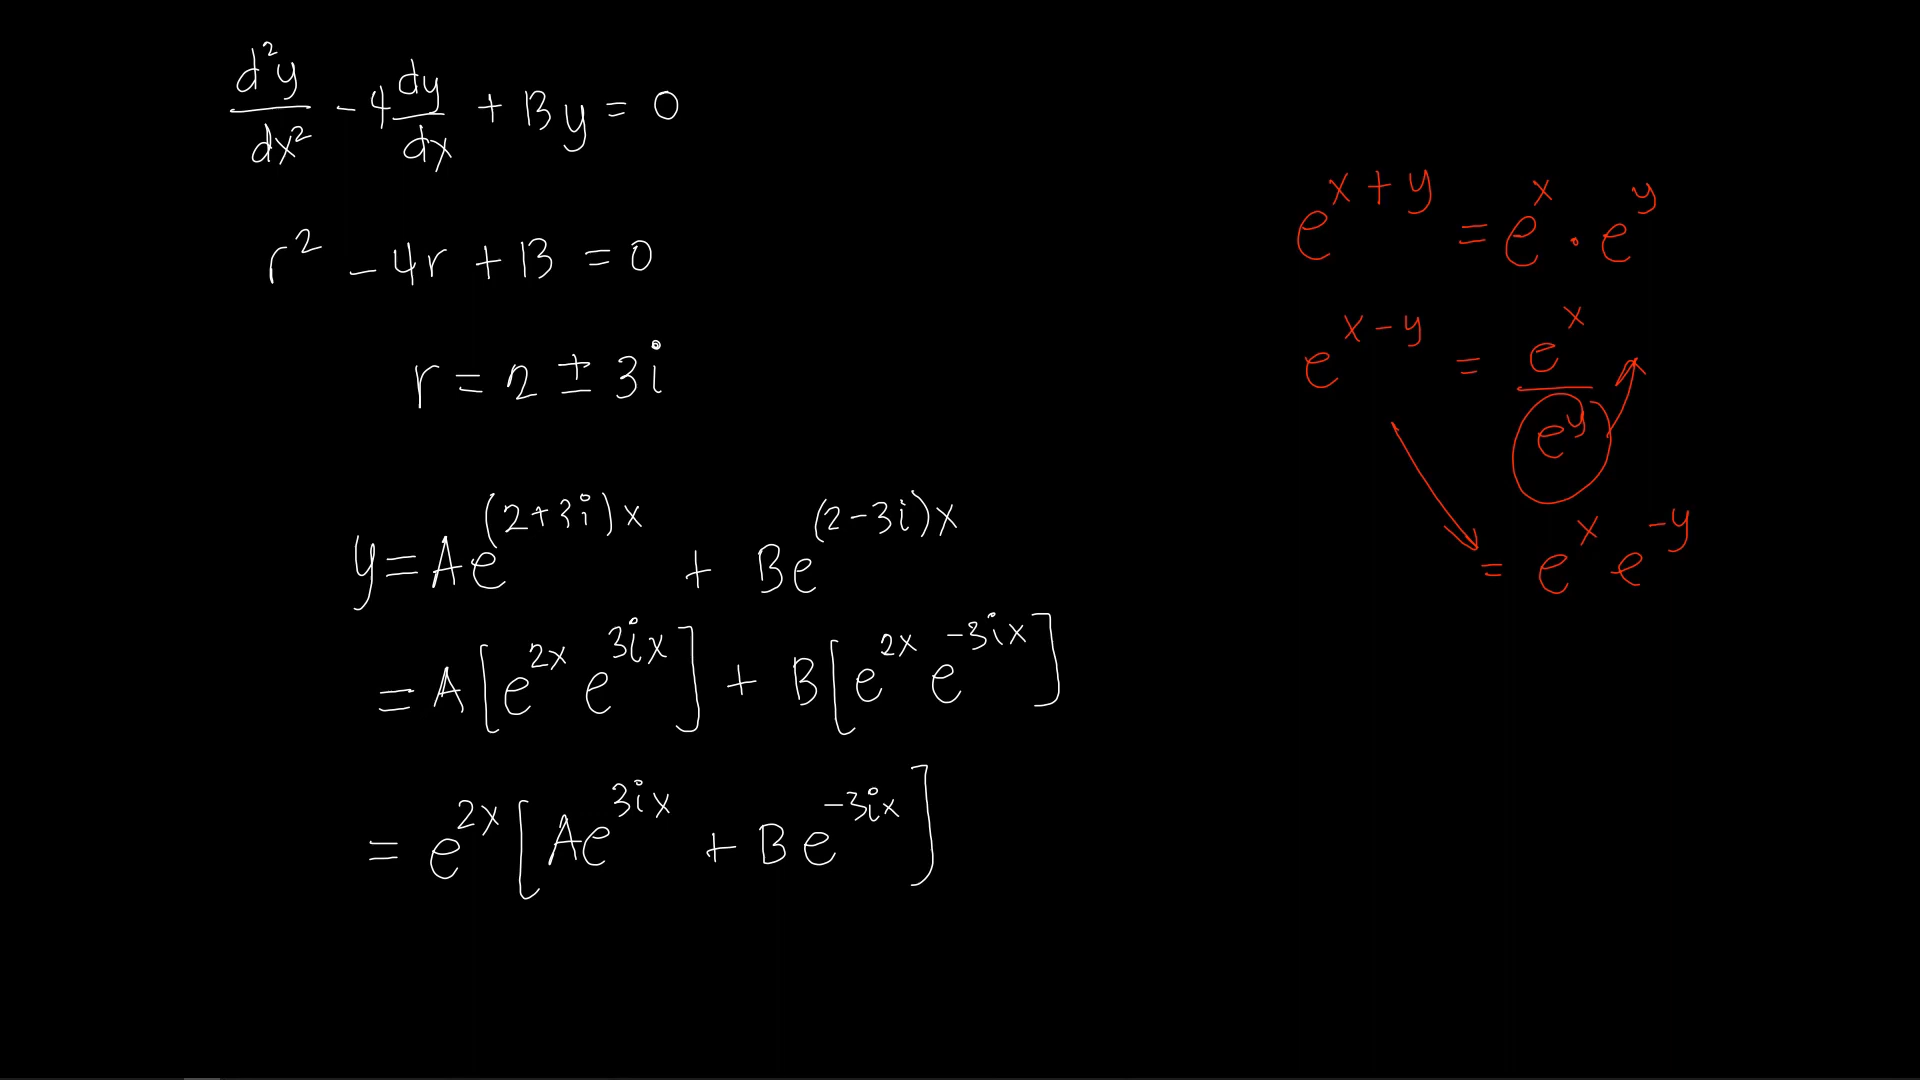 d²y/dx² - 4 dy/dx + 13y = 0
r² - 4r + 13 = 0
r = 2 ± 3i
y = Ae^(2+3i)x + Be^(2-3i)x
= A[e^2x e^3ix] + B[e^2x e^-3ix]
= e^2x [Ae^3ix + Be^-3ix]
e^x+y = e^x · e^y
e^x-y = e^x/e^y
= e^x e^-y